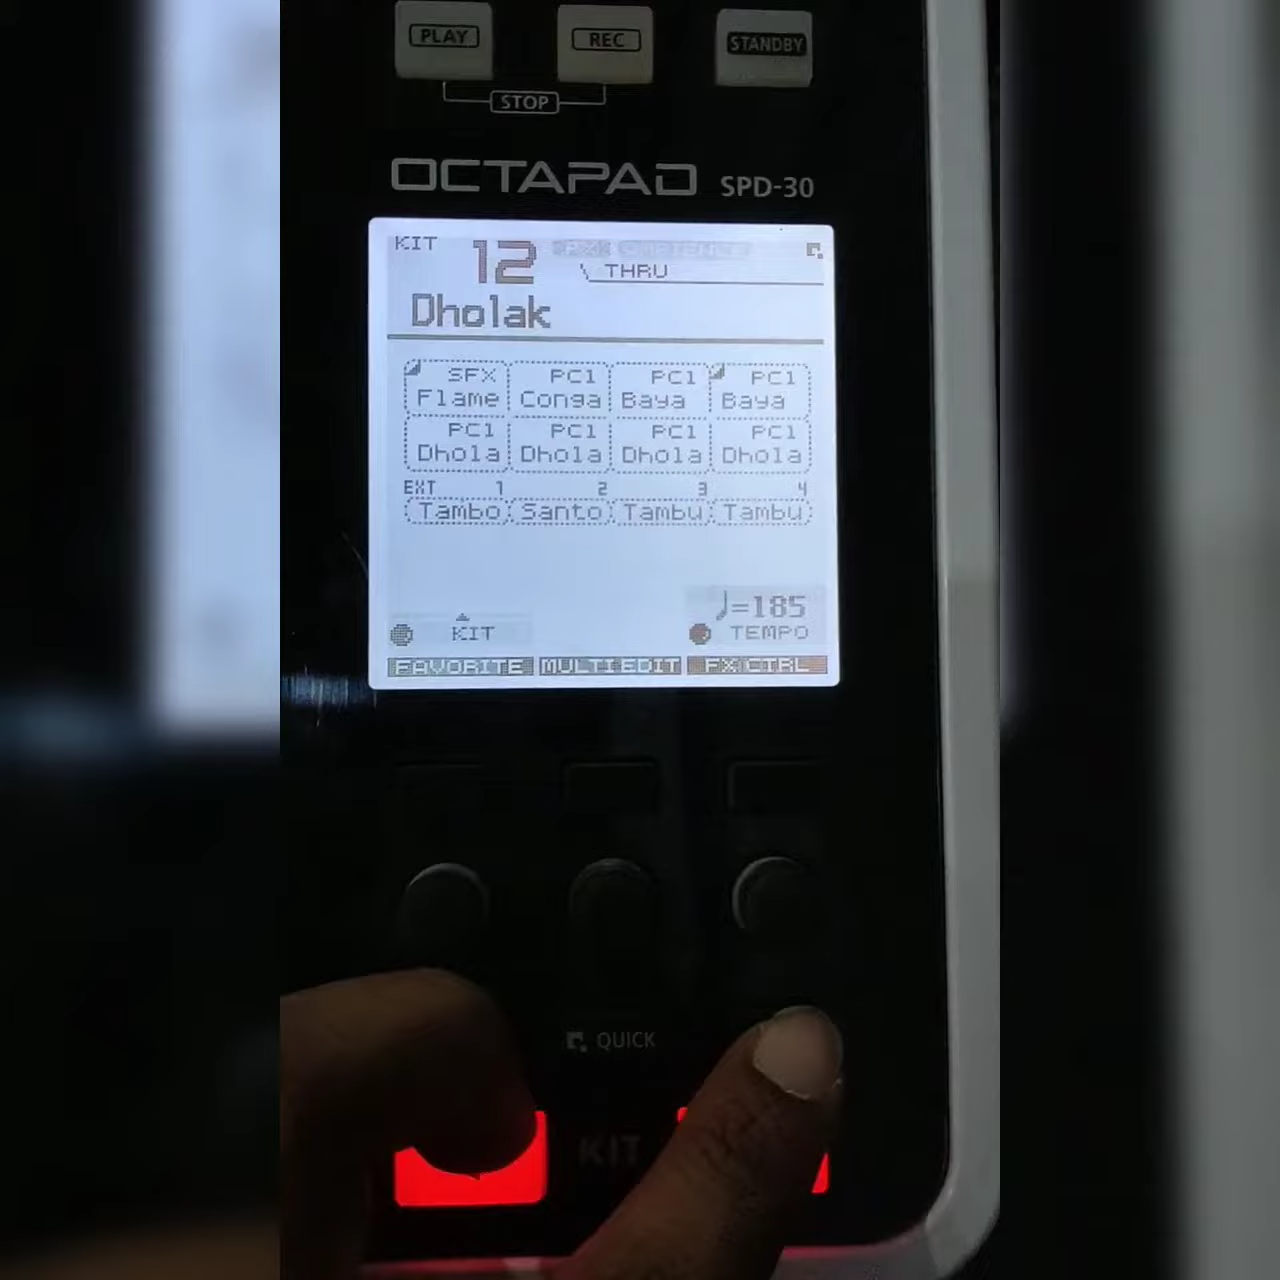 PLAY REC STANDBY
STOP
OCTAPAD SPD-30
KIT 12
THRU
Dholak
SFX PC1 PC1 PC1
Flame Conga Baya Baya
PC1 PC1 PC1 PC1
Dhola Dhola Dhola Dhola
EXT 1 2 3 4
Tambo Santo Tambu Tambu
♩=185
KIT TEMPO
FAVORITE MULTI EDIT FX CTRL
QUICK
KIT